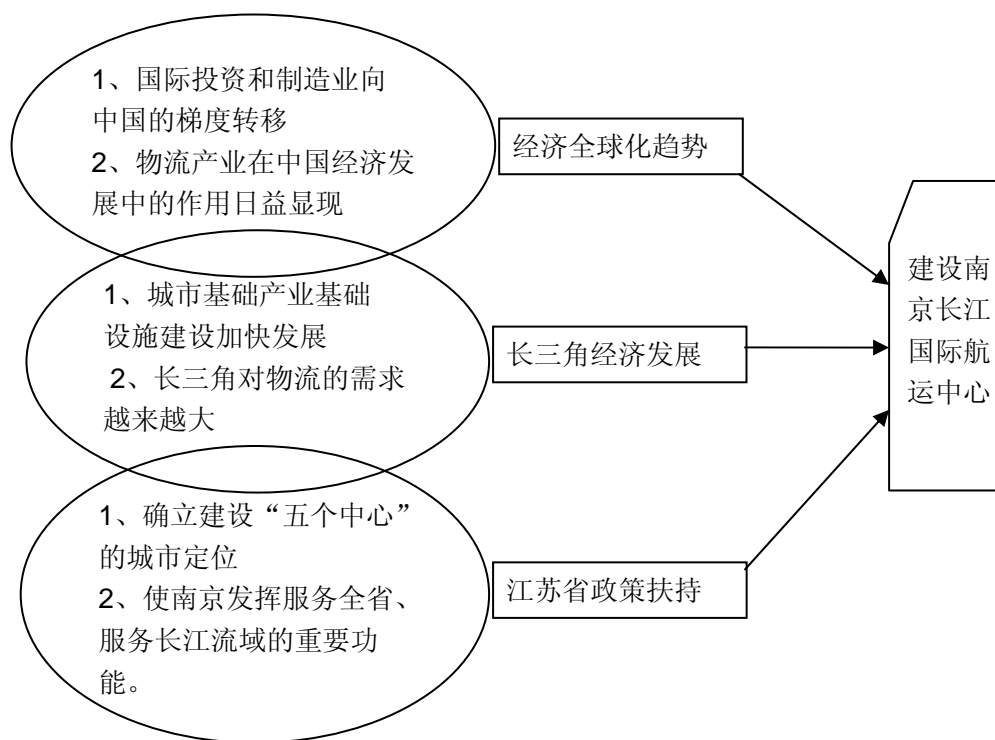 1、国际投资和制造业向
中国的梯度转移
2、物流产业在中国经济发
展中的作用日益显现
经济全球化趋势
1、城市基础产业基础
设施建设加快发展
2、长三角对物流的需求
越来越大
长三角经济发展
1、确立建设“五个中心”
的城市定位
2、使南京发挥服务全省、
服务长江流域的重要功
能。
江苏省政策扶持
建设南
京长江
国际航
运中心